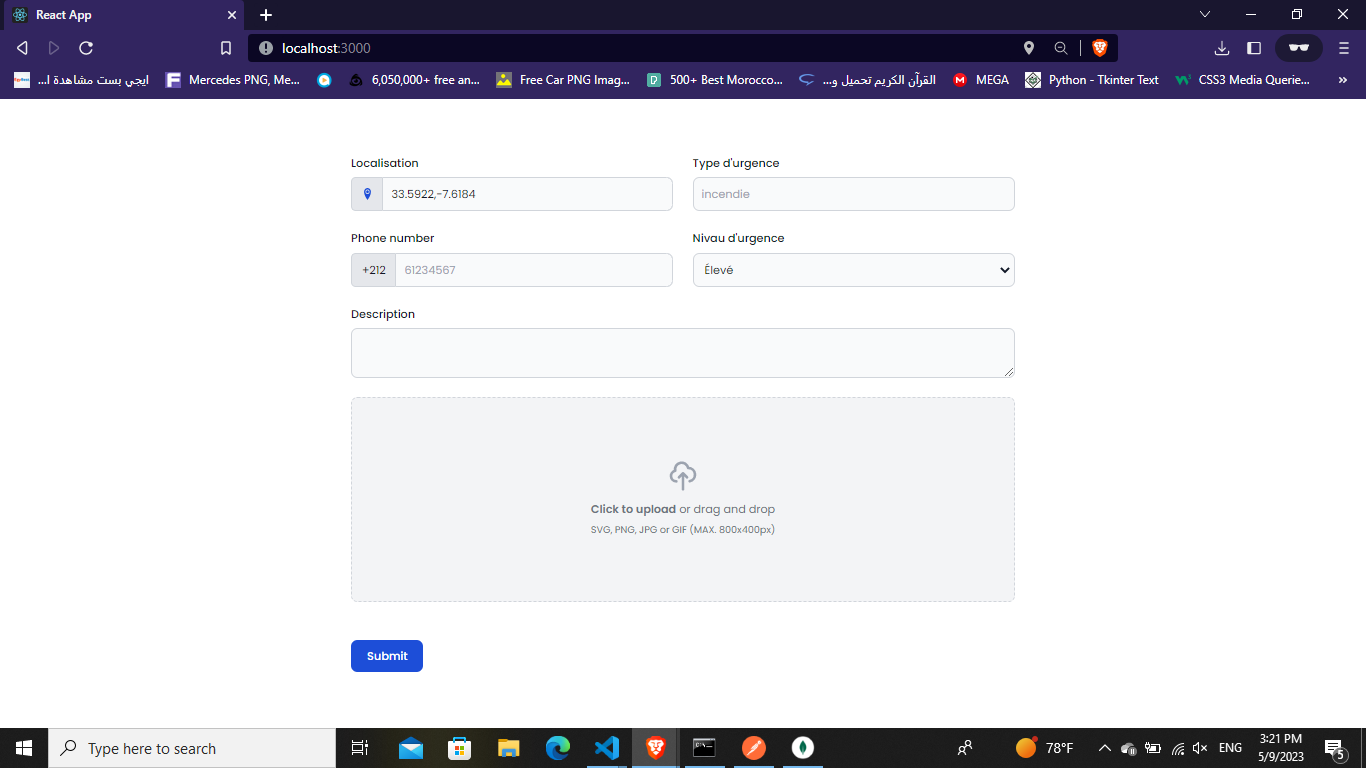 React App
localhost:3000
ايجي بست مشاهدة ا...
Mercedes PNG, Me...
6,050,000+ free an...
Free Car PNG Imag...
500+ Best Morocco...
القرآن الكريم تحميل و...
MEGA
Python - Tkinter Text
CSS3 Media Querie...
Localisation
Type d'urgence
33.5922,-7.6184
incendie
Phone number
Nivau d'urgence
+212
61234567
Élevé
Description
Click to upload or drag and drop
SVG, PNG, JPG or GIF (MAX. 800x400px)
Submit
Type here to search
78°F
ENG
3:21 PM
5/9/2023
5